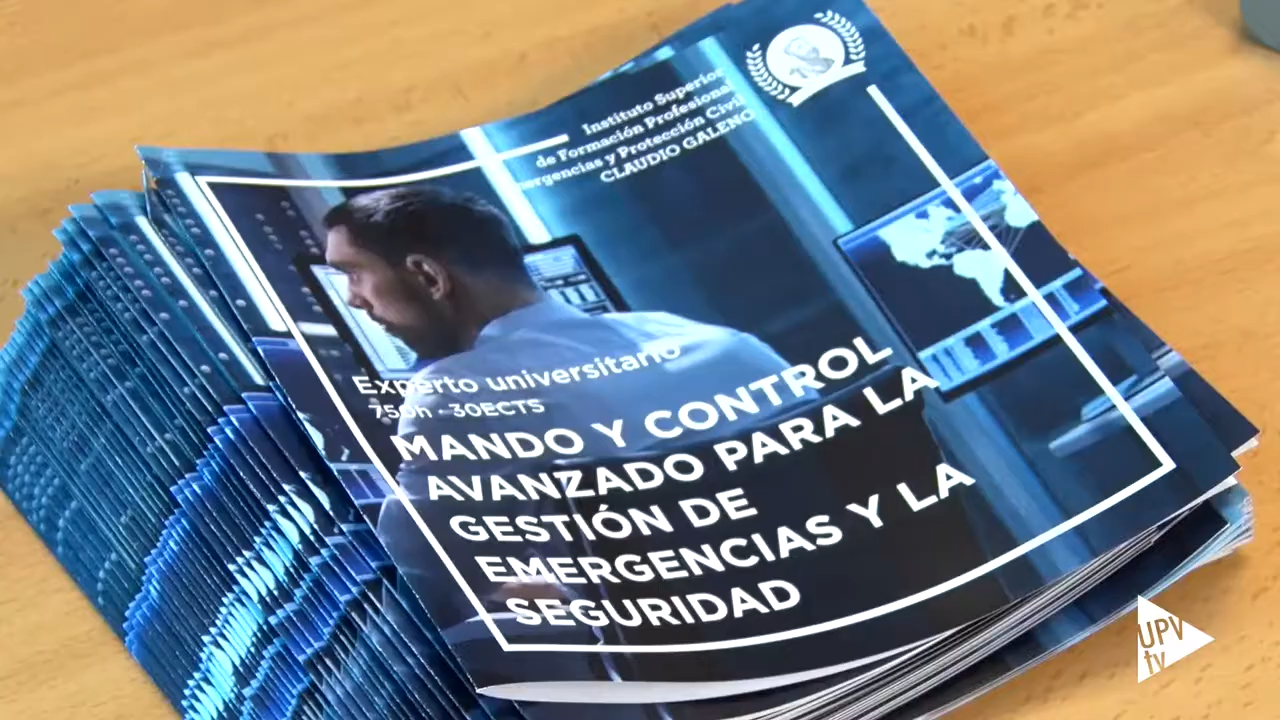 Instituto Superior
de Formación Profesional
ergencias y Protección Civil
CLAUDIO GALENO
Experto universitario
750h - 30ECTS
MANDO Y CONTROL
AVANZADO PARA LA
GESTIÓN DE
EMERGENCIAS Y LA
SEGURIDAD
UPV
tv